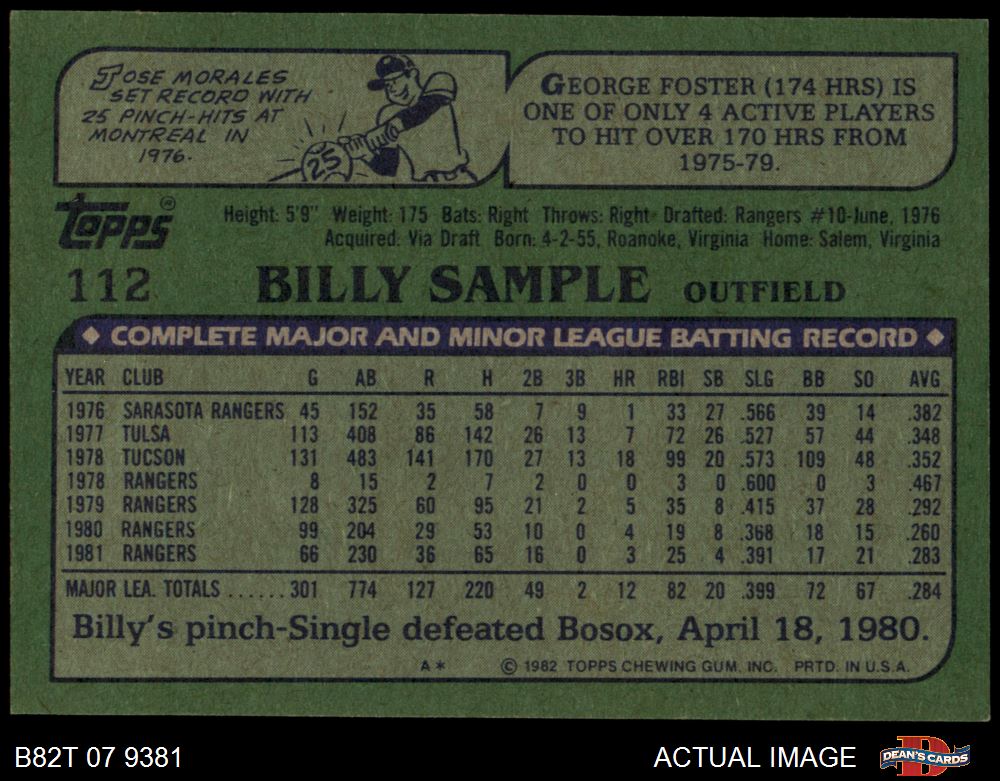 JOSE MORALES
SET RECORD WITH
25 PINCH-HITS AT
MONTREAL IN
1976.
25
GEORGE FOSTER (174 HRS) IS
ONE OF ONLY 4 ACTIVE PLAYERS
TO HIT OVER 170 HRS FROM
1975-79.
topps®
Height: 5'9" Weight: 175 Bats: Right Throws: Right Drafted: Rangers #10-June, 1976
Acquired: Via Draft Born: 4-2-55, Roanoke, Virginia Home: Salem, Virginia
112 BILLY SAMPLE OUTFIELD
◆ COMPLETE MAJOR AND MINOR LEAGUE BATTING RECORD ◆
YEAR CLUB G AB R H 2B 3B HR RBI SB SLG BB SO AVG
1976 SARASOTA RANGERS 45 152 35 58 7 9 1 33 27 .566 39 14 .382
1977 TULSA 113 408 86 142 26 13 7 72 26 .527 57 44 .348
1978 TUCSON 131 483 141 170 27 13 18 99 20 .573 109 48 .352
1978 RANGERS 8 15 2 7 2 0 0 3 0 .600 0 3 .467
1979 RANGERS 128 325 60 95 21 2 5 35 8 .415 37 28 .292
1980 RANGERS 99 204 29 53 10 0 4 19 8 .368 18 15 .260
1981 RANGERS 66 230 36 65 16 0 3 25 4 .391 17 21 .283
MAJOR LEA. TOTALS ...... 301 774 127 220 49 2 12 82 20 .399 72 67 .284
Billy's pinch-Single defeated Bosox, April 18, 1980.
A* © 1982 TOPPS CHEWING GUM, INC. PRTD. IN U.S.A.
B82T 07 9381 ACTUAL IMAGE D DEAN'S CARDS